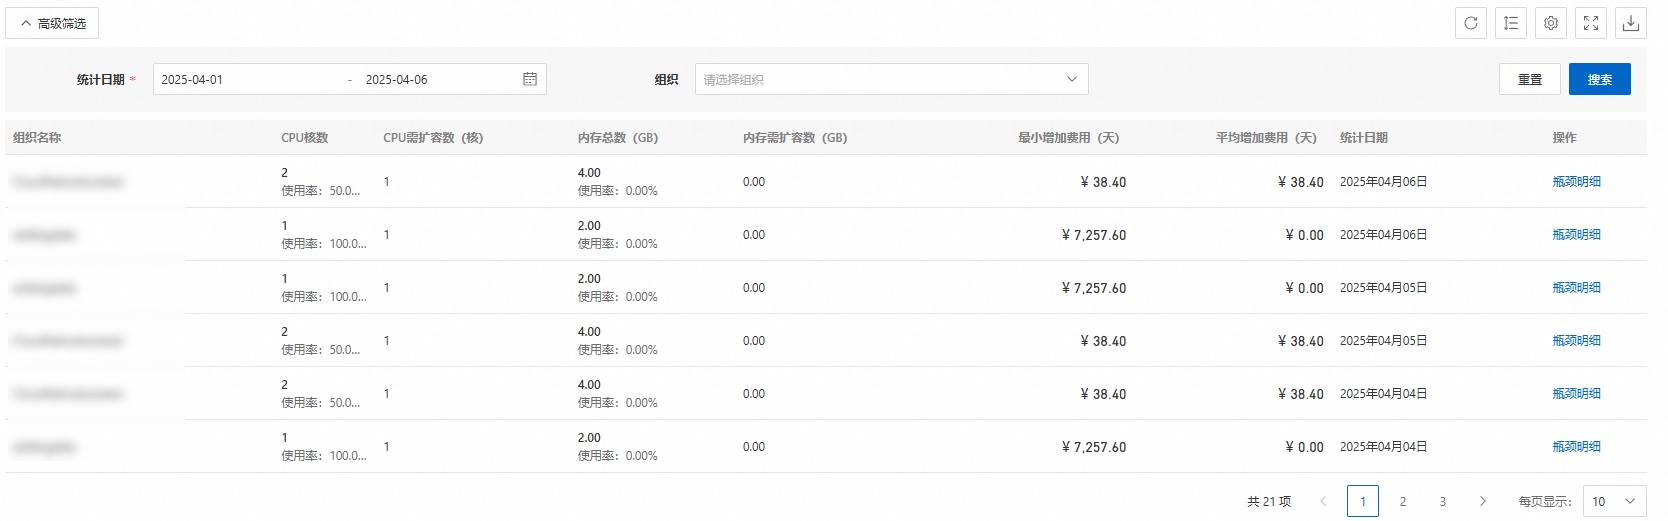 高级筛选
统计日期 * 2025-04-01 - 2025-04-06 组织 请选择组织 重置 搜索
组织名称 CPU核数 CPU需扩容数（核） 内存总数（GB） 内存需扩容数（GB） 最小增加费用（天） 平均增加费用（天） 统计日期 操作
2 4.00
1 0.00 ¥ 38.40 ¥ 38.40 2025年04月06日 瓶颈明细
使用率：50.0... 使用率：0.00%
1 2.00
1 0.00 ¥ 7,257.60 ¥ 0.00 2025年04月06日 瓶颈明细
使用率：100.0... 使用率：0.00%
1 2.00
1 0.00 ¥ 7,257.60 ¥ 0.00 2025年04月05日 瓶颈明细
使用率：100.0... 使用率：0.00%
2 4.00
1 0.00 ¥ 38.40 ¥ 38.40 2025年04月05日 瓶颈明细
使用率：50.0... 使用率：0.00%
2 4.00
1 0.00 ¥ 38.40 ¥ 38.40 2025年04月04日 瓶颈明细
使用率：50.0... 使用率：0.00%
1 2.00
1 0.00 ¥ 7,257.60 ¥ 0.00 2025年04月04日 瓶颈明细
使用率：100.0... 使用率：0.00%
共 21 项 1 2 3 每页显示： 10